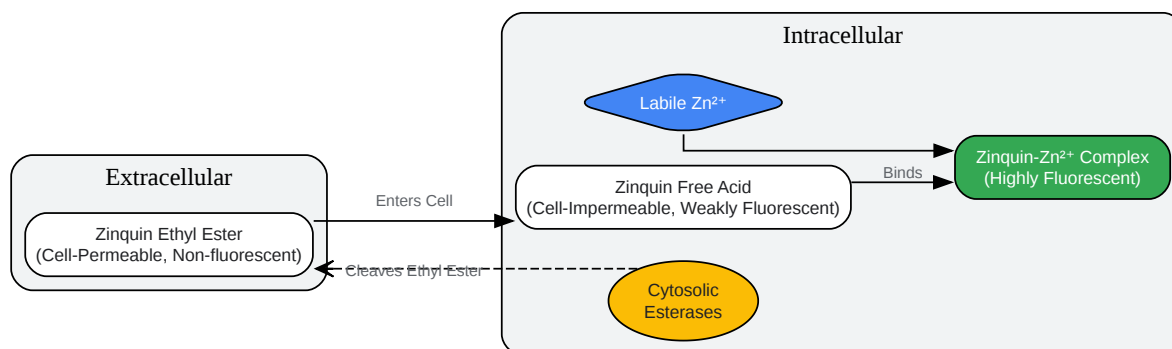 Intracellular
Labile Zn²⁺
Zinquin-Zn²⁺ Complex
(Highly Fluorescent)
Extracellular
Zinquin Free Acid
(Cell-Impermeable, Weakly Fluorescent)
Binds
Enters Cell
Zinquin Ethyl Ester
(Cell-Permeable, Non-fluorescent)
Cleaves Ethyl Ester
Cytosolic
Esterases